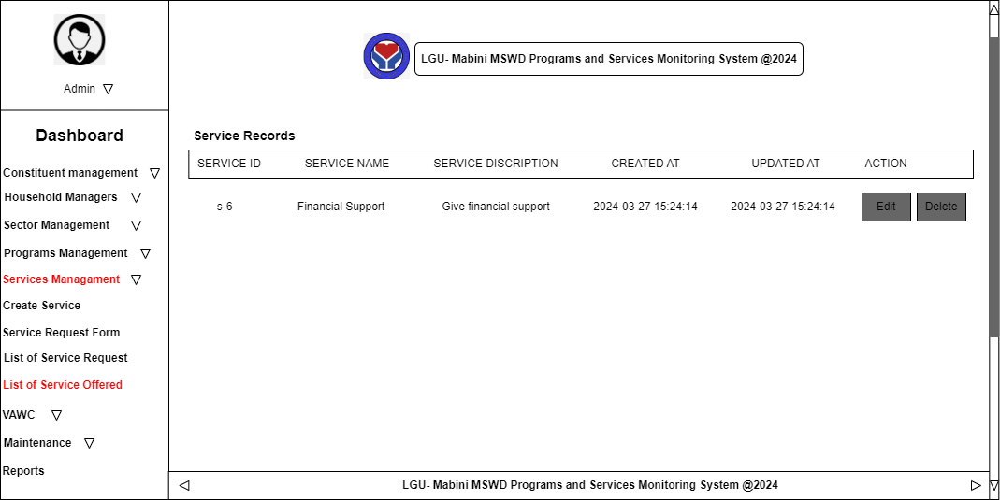 Admin
Dashboard
Constituent management
Household Managers
Sector Management
Programs Management
Services Managament
Create Service
Service Request Form
List of Service Request
List of Service Offered
VAWC
Maintenance
Reports
LGU- Mabini MSWD Programs and Services Monitoring System @2024
Service Records
SERVICE ID SERVICE NAME SERVICE DISCRIPTION CREATED AT UPDATED AT ACTION
s-6 Financial Support Give financial support 2024-03-27 15:24:14 2024-03-27 15:24:14 Edit Delete
LGU- Mabini MSWD Programs and Services Monitoring System @2024